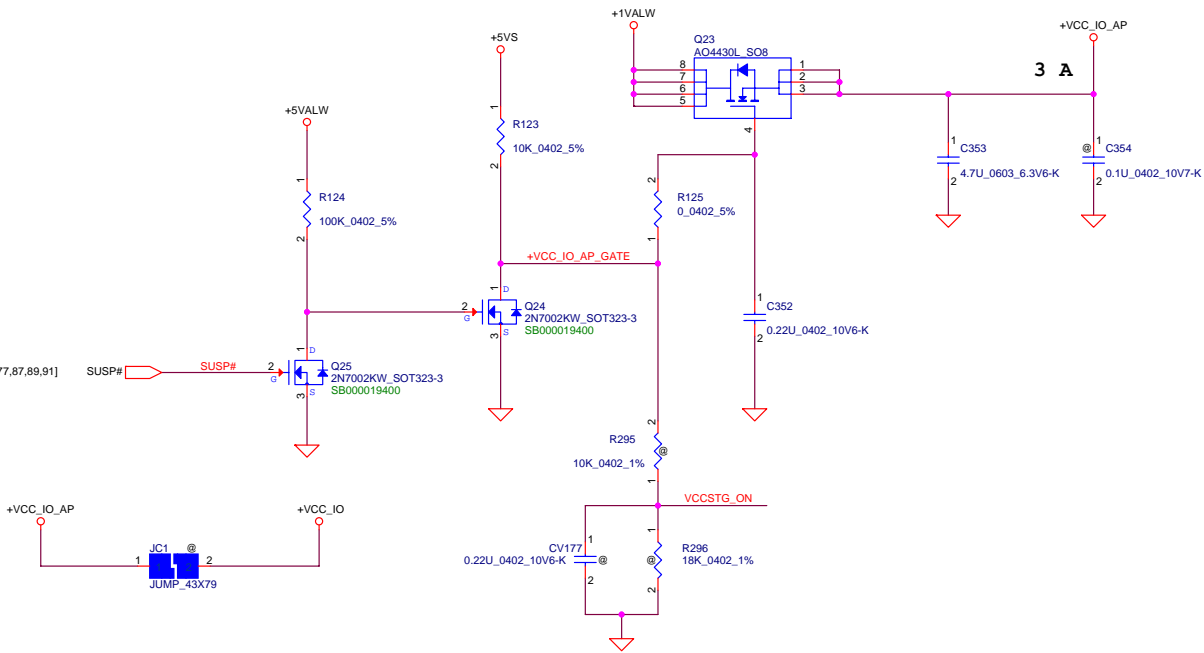 +1VALW
+VCC_IO_AP
+5VS
Q23
AO4430L_SO8
8
7
6
5
1
2
3
4
3 A
+5VALW
1
R123
10K_0402_5%
2
1
C353
4.7U_0603_6.3V6-K
2
@
1
C354
0.1U_0402_10V7-K
2
1
R124
100K_0402_5%
2
2
R125
0_0402_5%
1
+VCC_IO_AP_GATE
1
D
2
G
Q24
2N7002KW_SOT323-3
SB000019400
3
S
1
C352
0.22U_0402_10V6-K
2
77,87,89,91]
SUSP#
SUSP#
1
D
2
G
Q25
2N7002KW_SOT323-3
SB000019400
3
S
2
R295
@
10K_0402_1%
1
VCCSTG_ON
+VCC_IO_AP
+VCC_IO
JC1
@
1
1
2
2
JUMP_43X79
1
CV177
0.22U_0402_10V6-K
@
2
1
R296
@
18K_0402_1%
2